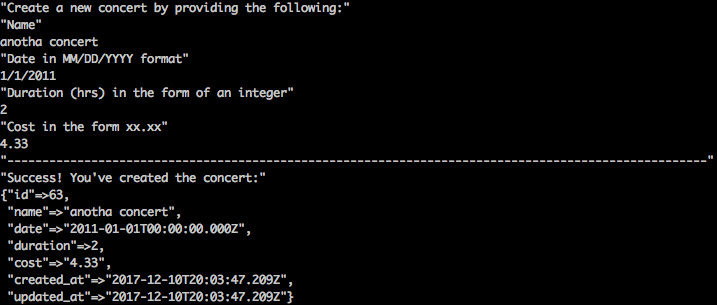 "Create a new concert by providing the following:"
"Name"
anotha concert
"Date in MM/DD/YYYY format"
1/1/2011
"Duration (hrs) in the form of an integer"
2
"Cost in the form xx.xx"
4.33
"----------------------------------------------------------------------------------------------------"
"Success! You've created the concert:"
{"id"=>63,
 "name"=>"anotha concert",
 "date"=>"2011-01-01T00:00:00.000Z",
 "duration"=>2,
 "cost"=>"4.33",
 "created_at"=>"2017-12-10T20:03:47.209Z",
 "updated_at"=>"2017-12-10T20:03:47.209Z"}